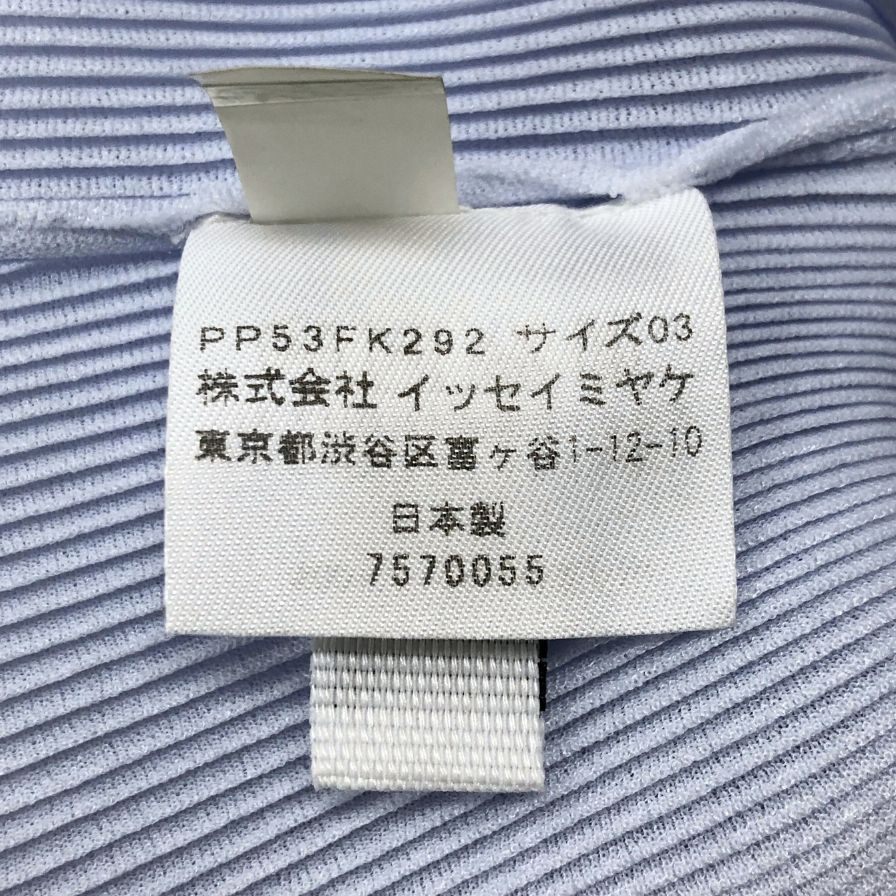 PP53FK292 サイズ03
株式会社 イッセイミヤケ
東京都渋谷区富ヶ谷1-12-10
日本製
7570055